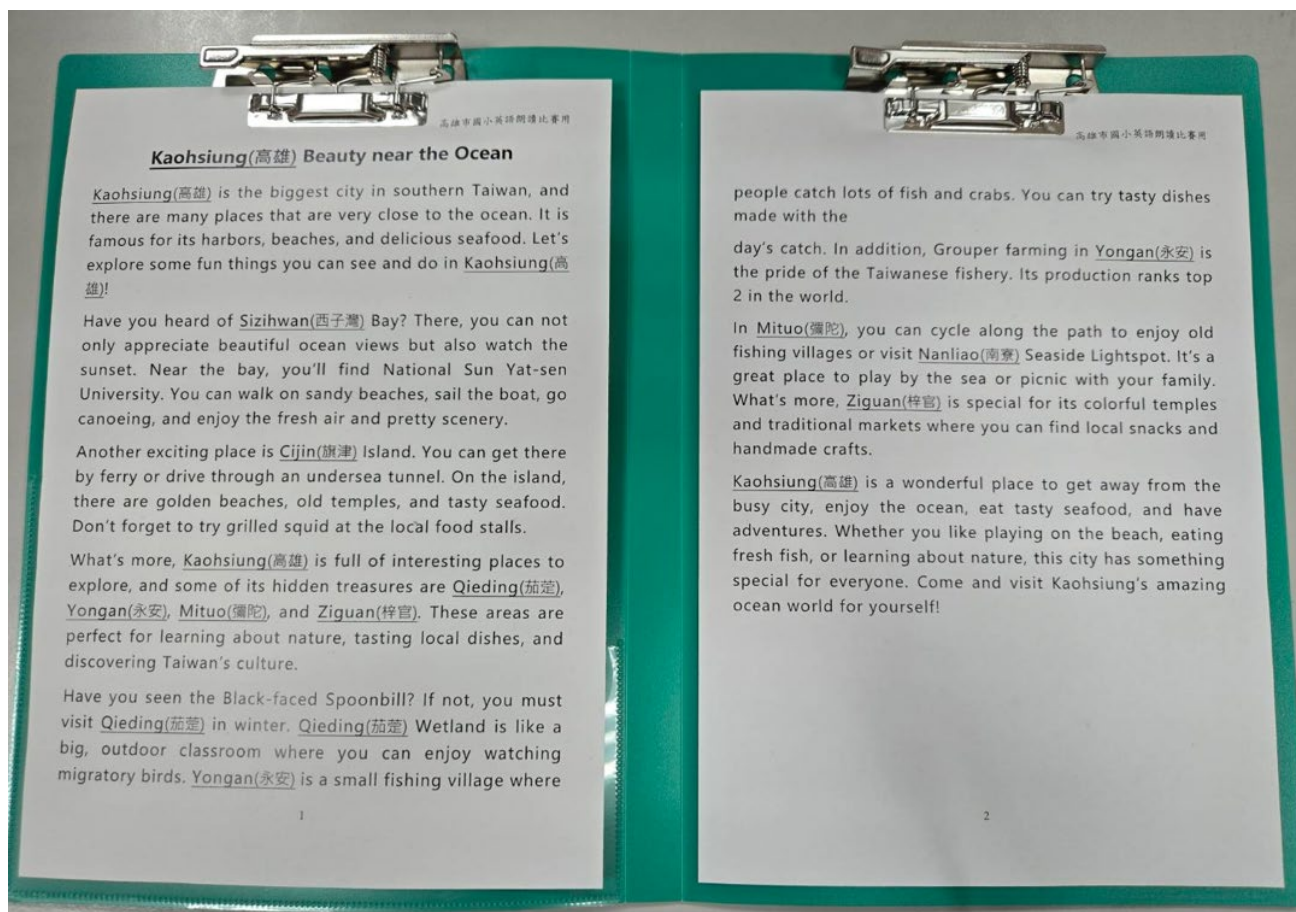 高雄市國小英語朗讀比賽用
Kaohsiung(高雄) Beauty near the Ocean
Kaohsiung(高雄) is the biggest city in southern Taiwan, and
there are many places that are very close to the ocean. It is
famous for its harbors, beaches, and delicious seafood. Let's
explore some fun things you can see and do in Kaohsiung(高
雄)!
Have you heard of Sizihwan(西子灣) Bay? There, you can not
only appreciate beautiful ocean views but also watch the
sunset. Near the bay, you'll find National Sun Yat-sen
University. You can walk on sandy beaches, sail the boat, go
canoeing, and enjoy the fresh air and pretty scenery.
Another exciting place is Cijin(旗津) Island. You can get there
by ferry or drive through an undersea tunnel. On the island,
there are golden beaches, old temples, and tasty seafood.
Don't forget to try grilled squid at the local food stalls.
What's more, Kaohsiung(高雄) is full of interesting places to
explore, and some of its hidden treasures are Qieding(茄萣),
Yongan(永安), Mituo(彌陀), and Ziguan(梓官). These areas are
perfect for learning about nature, tasting local dishes, and
discovering Taiwan's culture.
Have you seen the Black-faced Spoonbill? If not, you must
visit Qieding(茄萣) in winter. Qieding(茄萣) Wetland is like a
big, outdoor classroom where you can enjoy watching
migratory birds. Yongan(永安) is a small fishing village where
1
高雄市國小英語朗讀比賽用
people catch lots of fish and crabs. You can try tasty dishes
made with the
day's catch. In addition, Grouper farming in Yongan(永安) is
the pride of the Taiwanese fishery. Its production ranks top
2 in the world.
In Mituo(彌陀), you can cycle along the path to enjoy old
fishing villages or visit Nanliao(南寮) Seaside Lightspot. It's a
great place to play by the sea or picnic with your family.
What's more, Ziguan(梓官) is special for its colorful temples
and traditional markets where you can find local snacks and
handmade crafts.
Kaohsiung(高雄) is a wonderful place to get away from the
busy city, enjoy the ocean, eat tasty seafood, and have
adventures. Whether you like playing on the beach, eating
fresh fish, or learning about nature, this city has something
special for everyone. Come and visit Kaohsiung's amazing
ocean world for yourself!
2